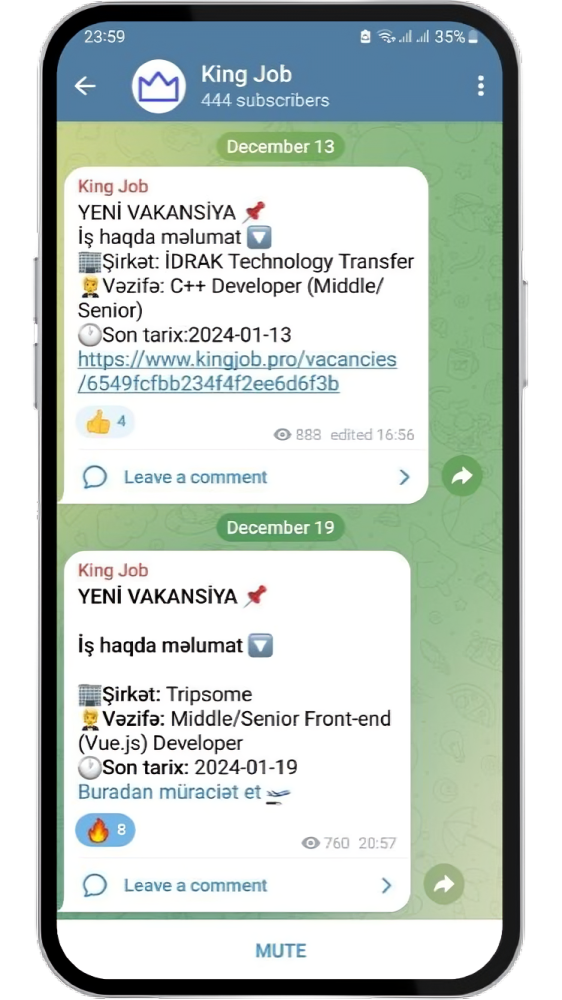 23:59
35%
King Job
444 subscribers
December 13
King Job
YENİ VAKANSİYA 📌
İş haqda məlumat 🔽
🏢Şirkət: İDRAK Technology Transfer
🤵Vəzifə: C++ Developer (Middle/
Senior)
🕐Son tarix:2024-01-13
https://www.kingjob.pro/vacancies
/6549fcfbb234f4f2ee6d6f3b
👍 4
888 edited 16:56
Leave a comment
December 19
King Job
YENİ VAKANSİYA 📌
İş haqda məlumat 🔽
🏢Şirkət: Tripsome
🤵Vəzifə: Middle/Senior Front-end
(Vue.js) Developer
🕐Son tarix: 2024-01-19
Buradan müraciət et 🛫
🔥 8
760 20:57
Leave a comment
MUTE